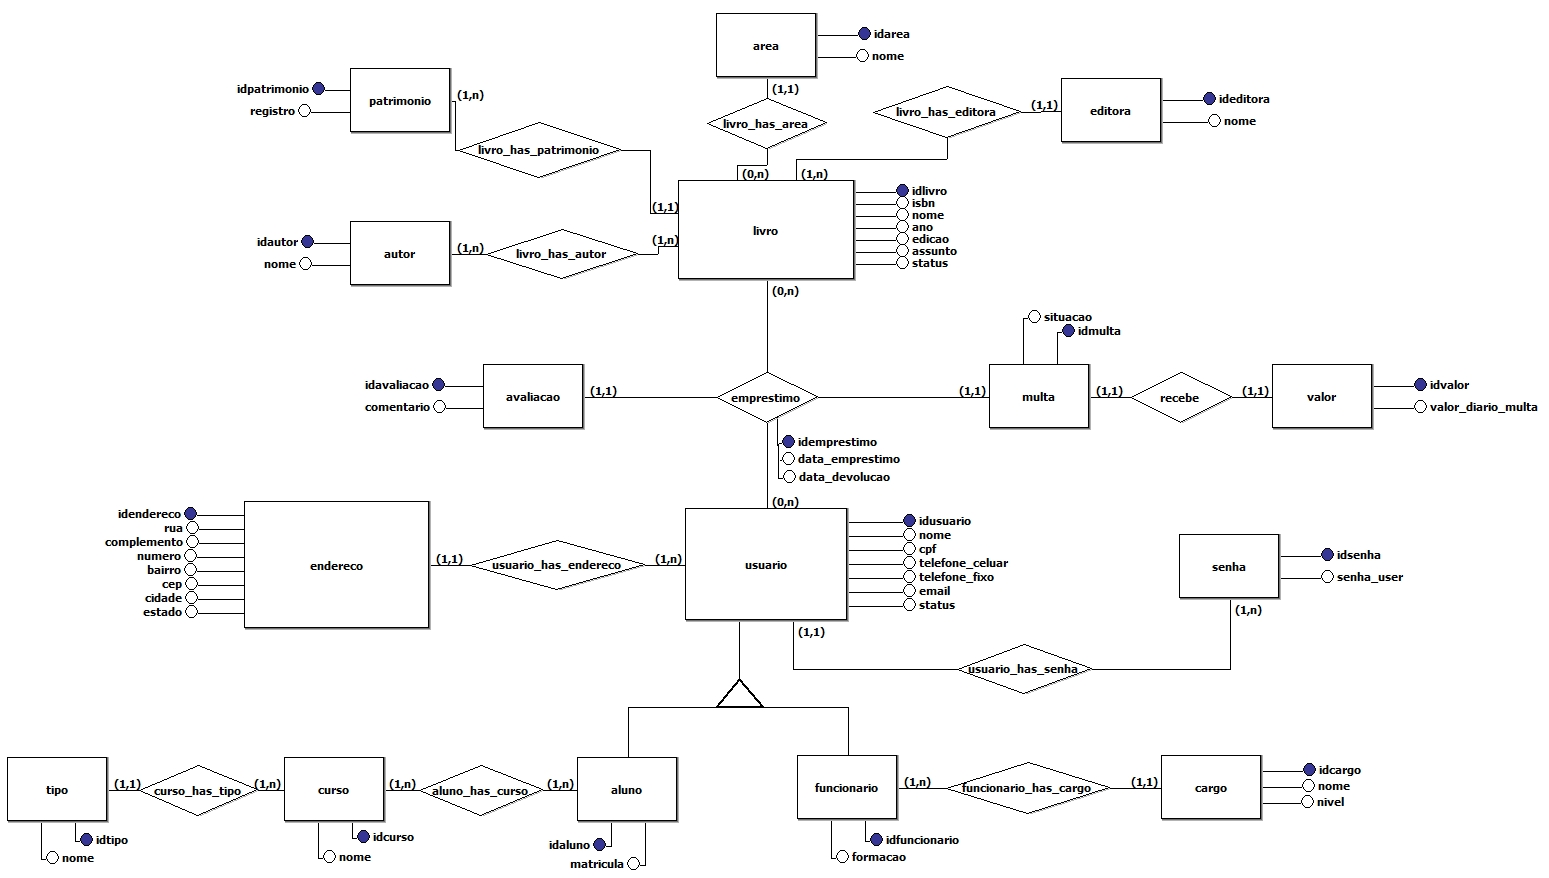 area
idarea
nome
(1,1)
idpatrimonio
registro
patrimonio
(1,n)
livro_has_patrimonio
(1,1)
livro_has_area
(0,n)
livro_has_editora
(1,1)
(1,n)
editora
ideditora
nome
idautor
nome
autor
(1,n)
livro_has_autor
(1,n)
livro
idlivro
isbn
nome
ano
edicao
assunto
status
(0,n)
situacao
idmulta
idavaliacao
comentario
avaliacao
(1,1)
emprestimo
(1,1)
multa
(1,1)
recebe
(1,1)
valor
idvalor
valor_diario_multa
idemprestimo
data_emprestimo
data_devolucao
(0,n)
idendereco
rua
complemento
numero
bairro
cep
cidade
estado
endereco
(1,1)
usuario_has_endereco
(1,n)
usuario
idusuario
nome
cpf
telefone_celuar
telefone_fixo
email
status
(1,1)
senha
idsenha
senha_user
(1,n)
usuario_has_senha
tipo
(1,1)
curso_has_tipo
(1,n)
curso
(1,n)
aluno_has_curso
(1,n)
aluno
funcionario
(1,n)
funcionario_has_cargo
(1,1)
cargo
idcargo
nome
nivel
idtipo
nome
idcurso
nome
idaluno
matricula
idfuncionario
formacao